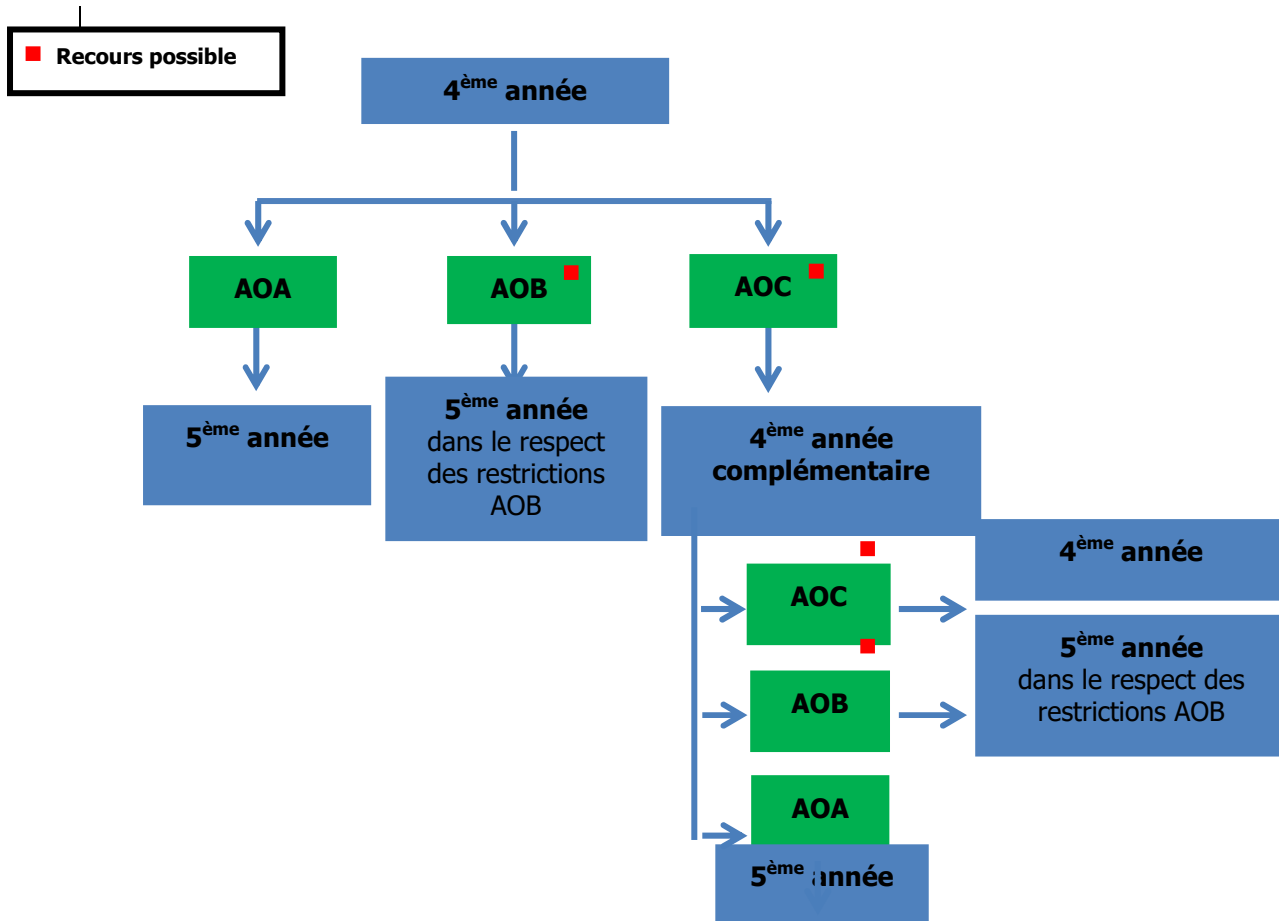 Recours possible
4ème année
AOA
AOB
AOC
5ème année
5ème année
dans le respect
des restrictions
AOB
4ème année
complémentaire
AOC
4ème année
AOB
5ème année
dans le respect des
restrictions AOB
AOA
5ème année